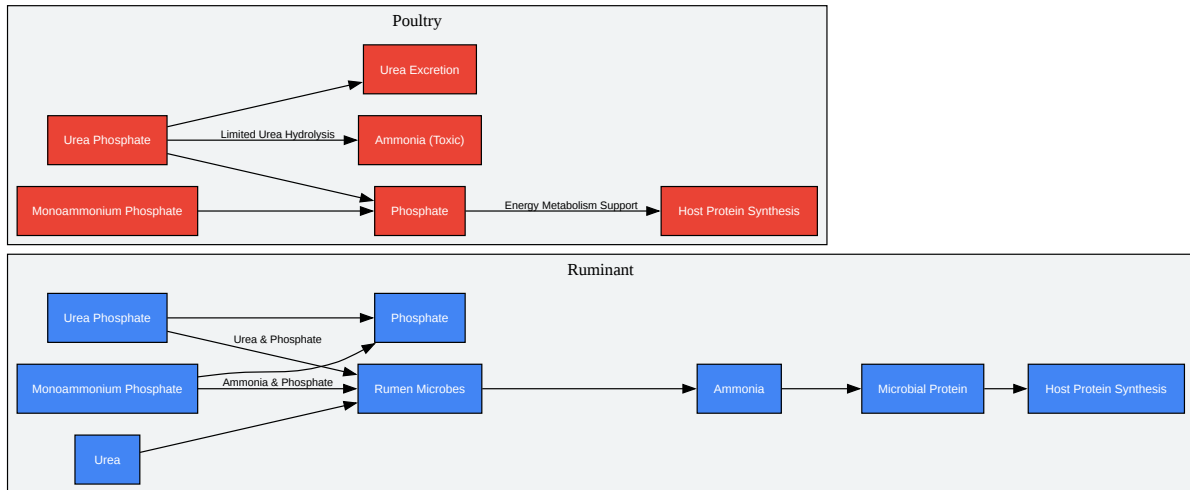 Poultry
Urea Excretion
Urea Phosphate
Limited Urea Hydrolysis
Ammonia (Toxic)
Monoammonium Phosphate
Phosphate
Energy Metabolism Support
Host Protein Synthesis
Ruminant
Urea Phosphate
Phosphate
Urea & Phosphate
Monoammonium Phosphate
Ammonia & Phosphate
Rumen Microbes
Ammonia
Microbial Protein
Host Protein Synthesis
Urea